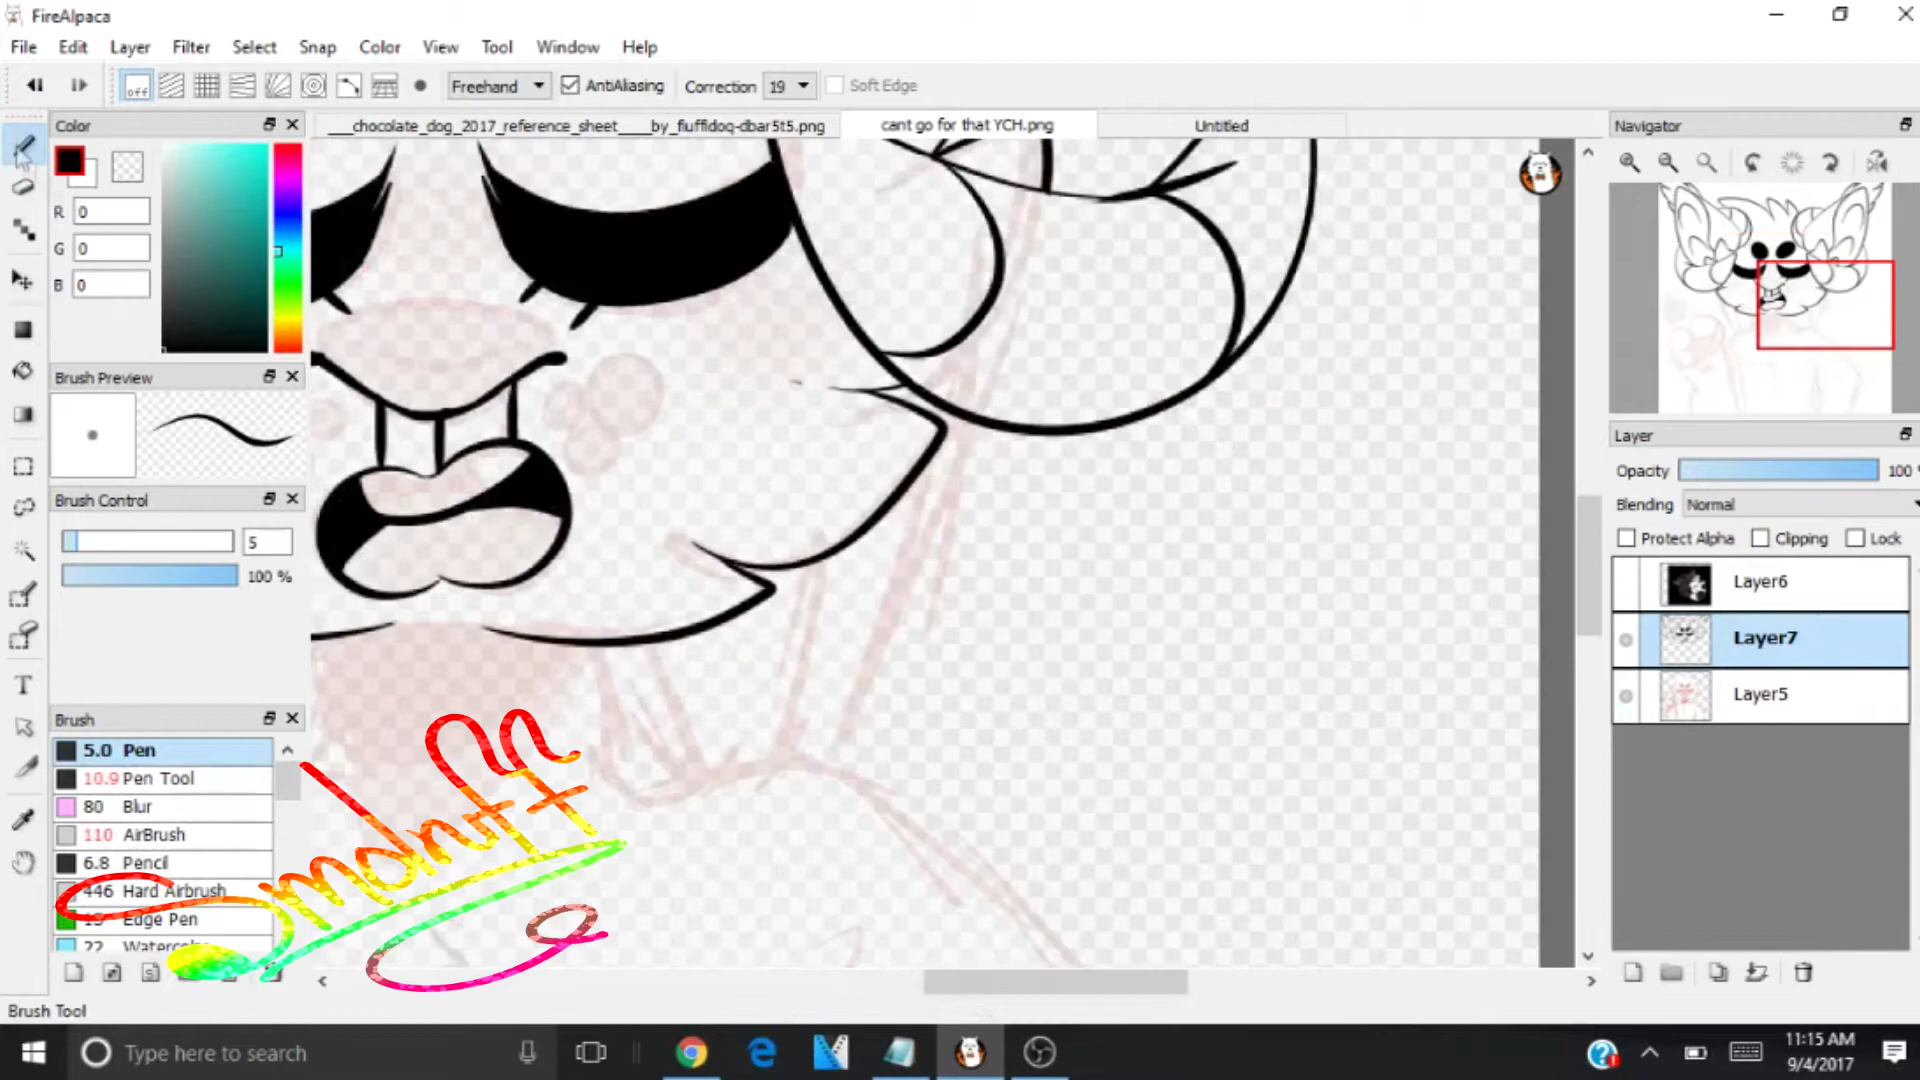 FireAlpaca
File Edit Layer Filter Select Snap Color View Tool Window Help
off Freehand AntiAliasing Correction 19 Soft Edge
Color
___chocolate_dog_2017_reference_sheet____by_fluffldog-dbar5t5.png cant go for that YCH.png Untitled
Navigator
R 0
G 0
B 0
Brush Preview
Layer
Opacity 100
Brush Control
Blending Normal
Protect Alpha Clipping Lock
5
100 %
Layer6
Layer7
Layer5
Brush
5.0 Pen
10.9 Pen Tool
80 Blur
110 AirBrush
6.8 Pencil
446 Hard Airbrush
Edge Pen
22
T
S
Brush Tool
Type here to search
11:15 AM
9/4/2017